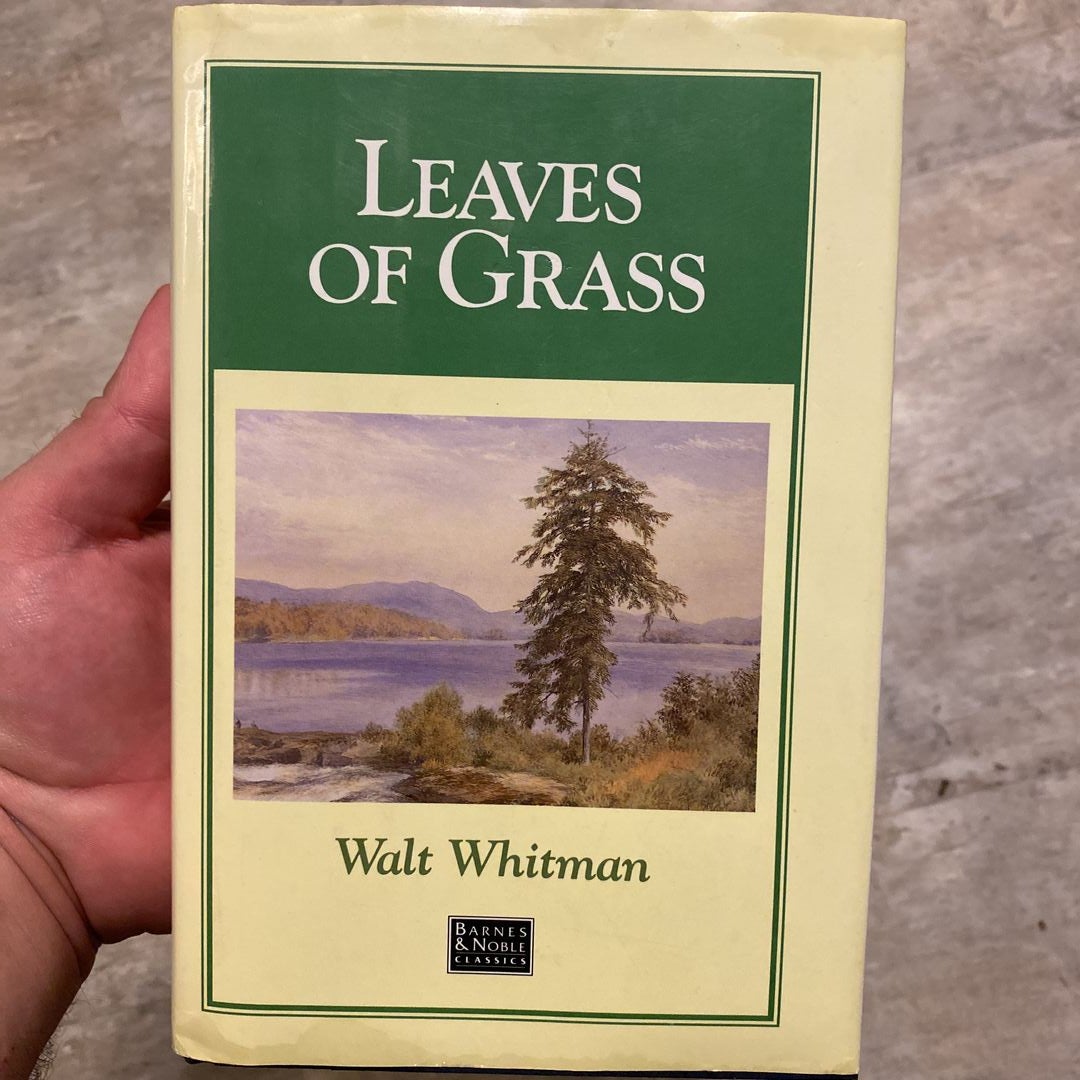 LEAVES
OF GRASS
Walt Whitman
BARNES
& NOBLE
CLASSICS